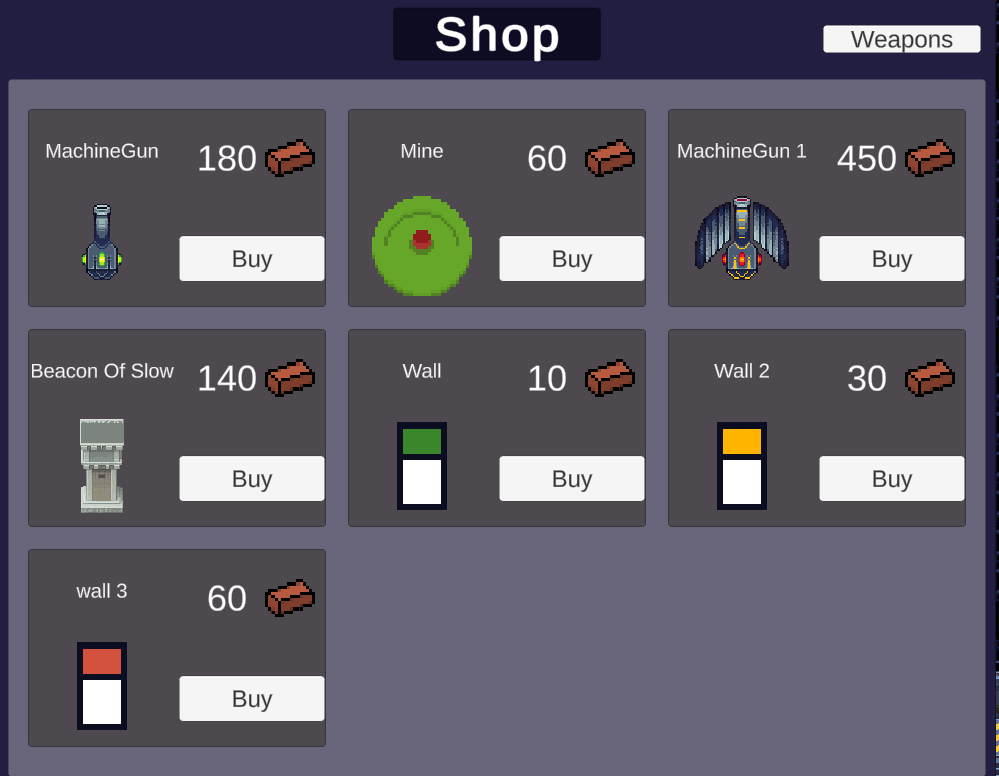 Shop
Weapons
MachineGun 180
Buy
Mine 60
Buy
MachineGun 1 450
Buy
Beacon Of Slow 140
Buy
Wall 10
Buy
Wall 2 30
Buy
wall 3 60
Buy